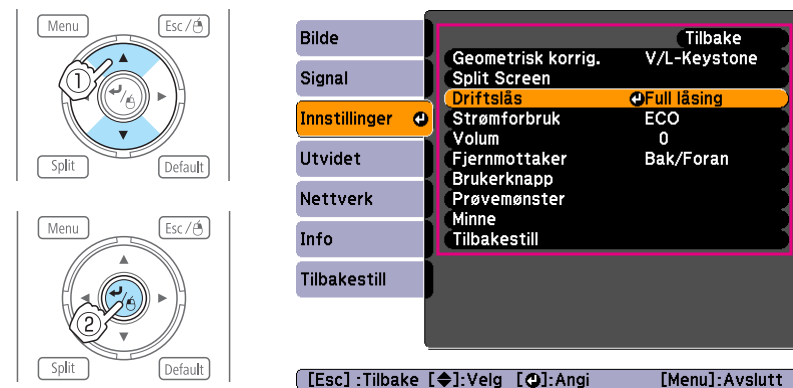 Menu Esc/
1
Split Default
Menu Esc/
2
Split Default
Bilde
Signal
Innstillinger
Utvidet
Nettverk
Info
Tilbakestill
Tilbake
Geometrisk korrig. V/L-Keystone
Split Screen
Driftslås Full låsing
Strømforbruk ECO
Volum 0
Fjernmottaker Bak/Foran
Brukerknapp
Prøvemønster
Minne
Tilbakestill
[Esc] :Tilbake [ ]:Velg [ ]:Angi [Menu]:Avslutt